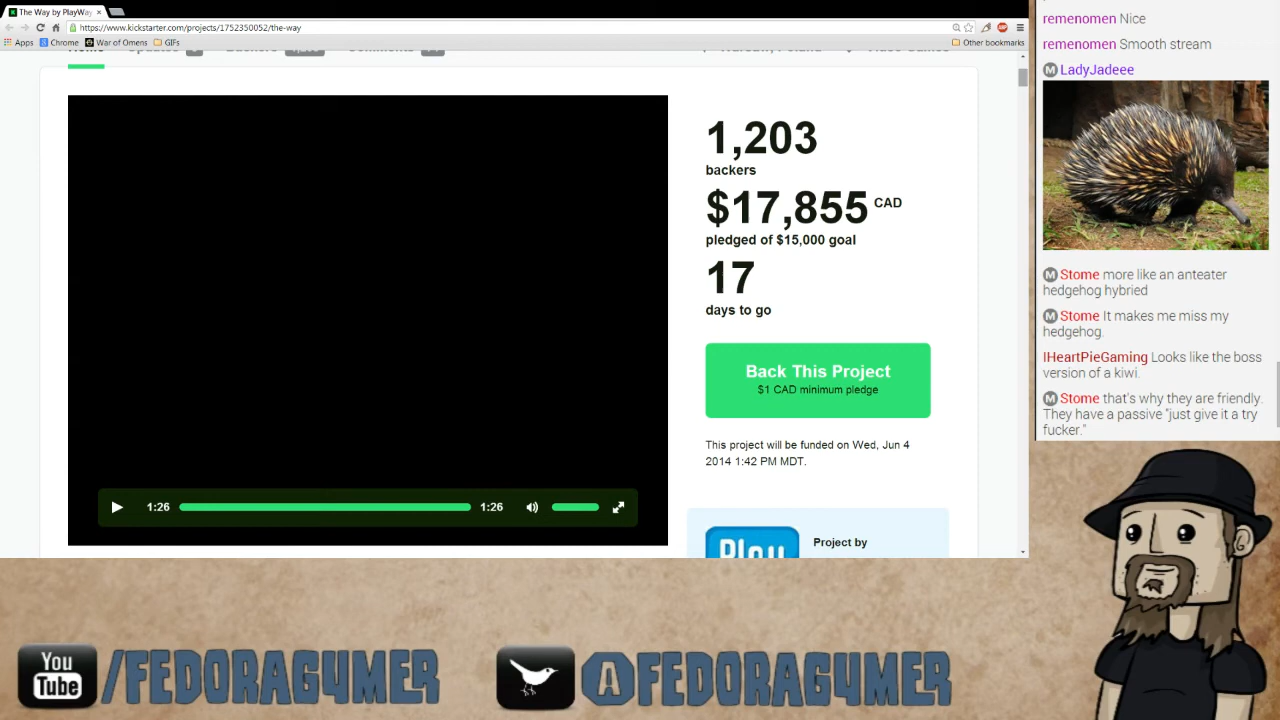 The Way by PlayWay
https://www.kickstarter.com/projects/1752350052/the-way
Apps Chrome War of Omens GIFs Other bookmarks
1,203
backers
$17,855 CAD
pledged of $15,000 goal
17
days to go
Back This Project
$1 CAD minimum pledge
This project will be funded on Wed, Jun 4
2014 1:42 PM MDT.
1:26 1:26
Play
Project by
remenomen Nice
remenomen Smooth stream
M LadyJadeee
M Stome more like an anteater
hedgehog hybried
M Stome It makes me miss my
hedgehog.
IHeartPieGaming Looks like the boss
version of a kiwi.
M Stome that's why they are friendly.
They have a passive "just give it a try
fucker."
You
Tube
/FEDORAG4MER
@FEDORAG4MER